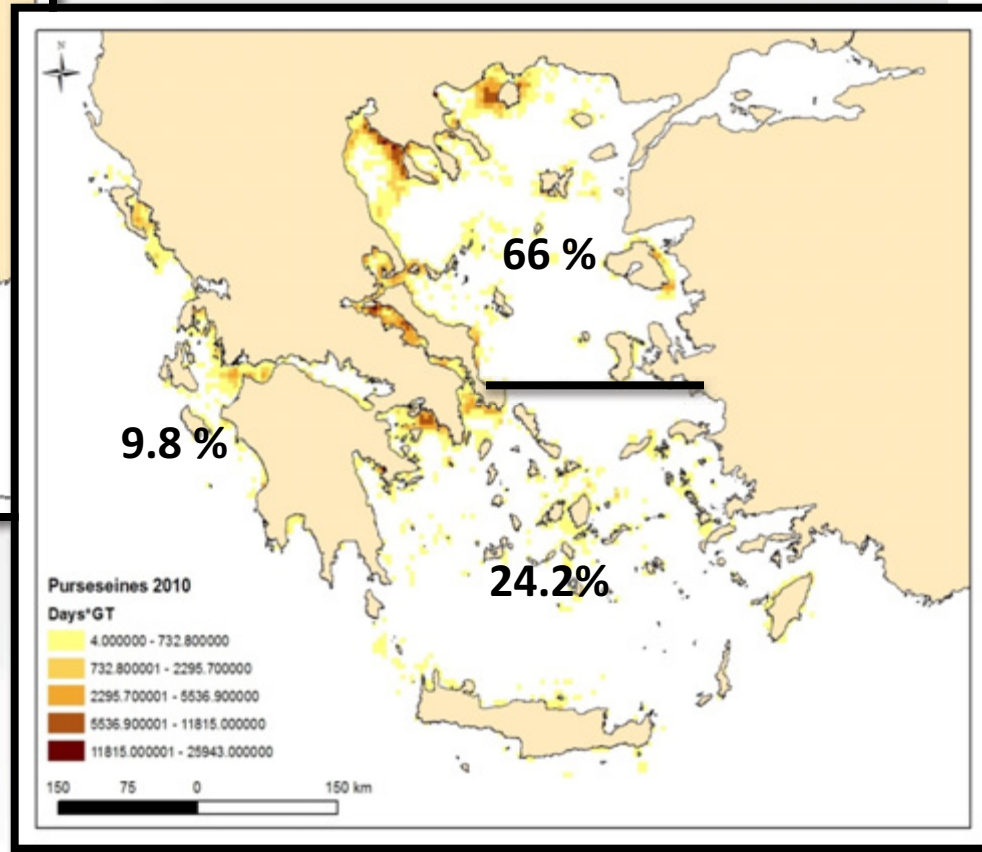 N
66 %
9.8 %
24.2%
Purseseines 2010
Days*GT
4.000000 - 732.800000
732.800001 - 2295.700000
2295.700001 - 5536.900000
5536.900001 - 11815.000000
11815.000001 - 25943.000000
150 75 0 150 km